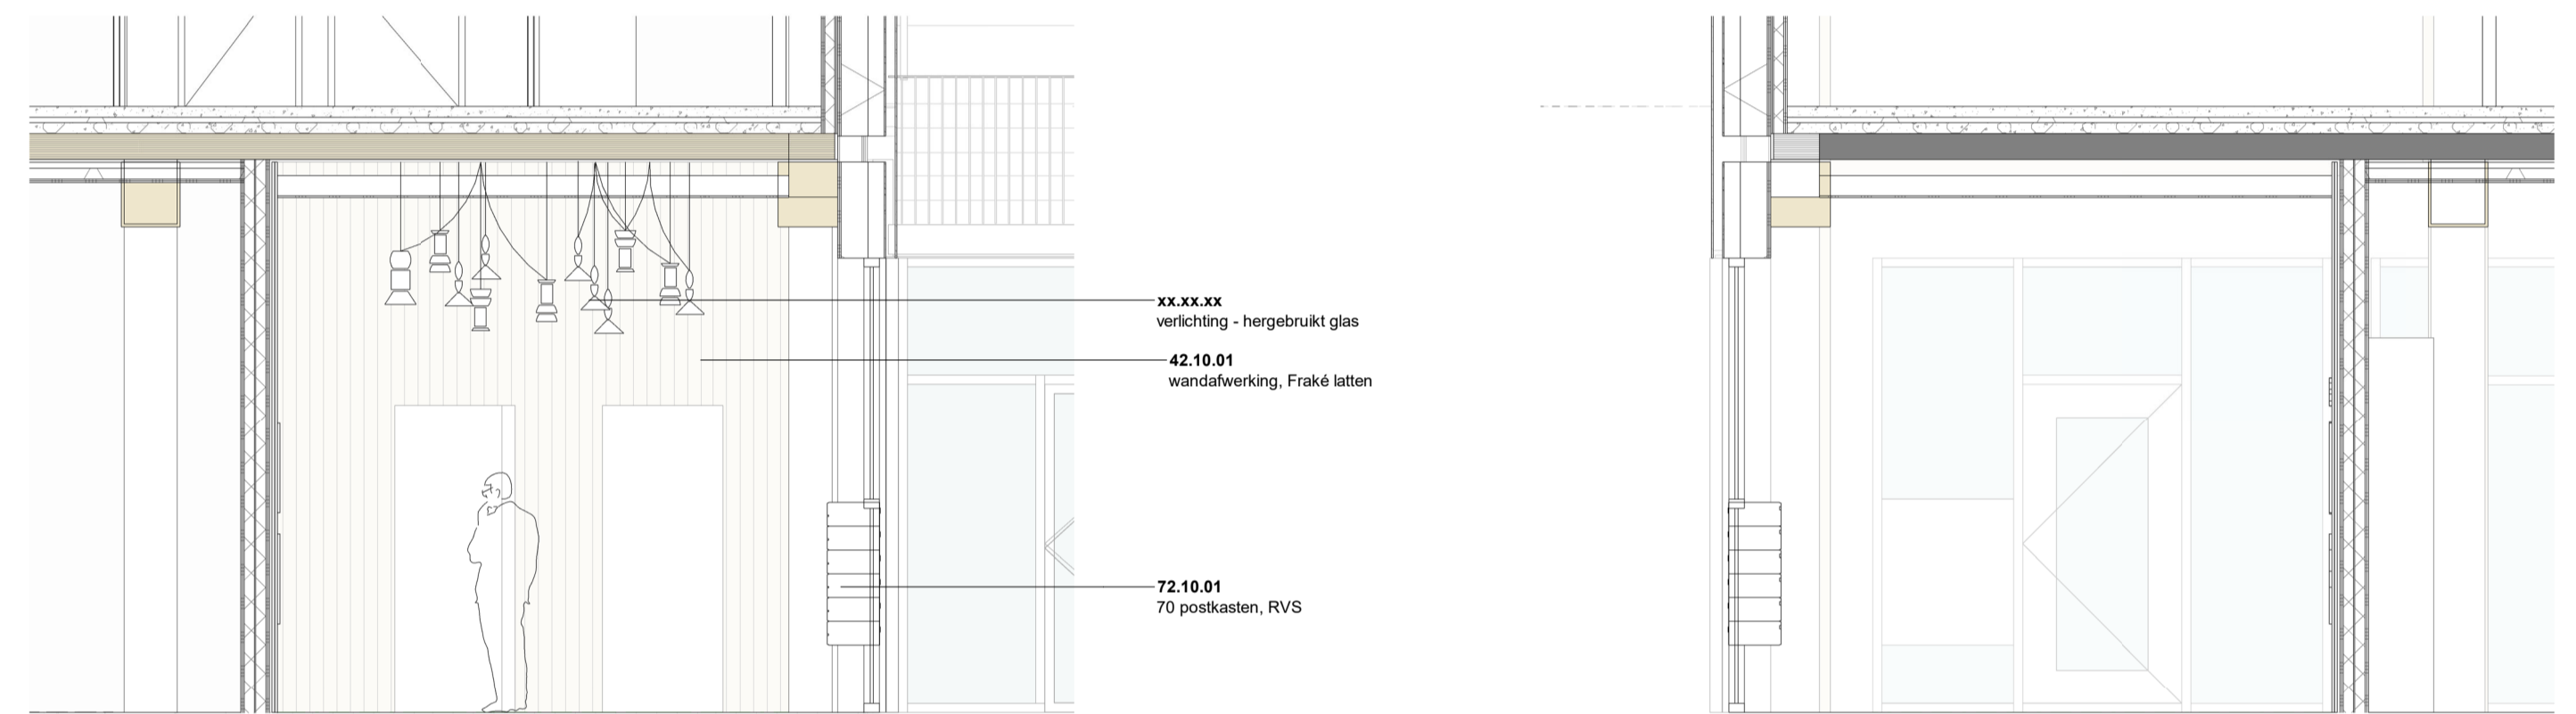 xx.xx.xx
verlichting - hergebruikt glas
42.10.01
wandafwerking, Fraké latten
72.10.01
70 postkasten, RVS